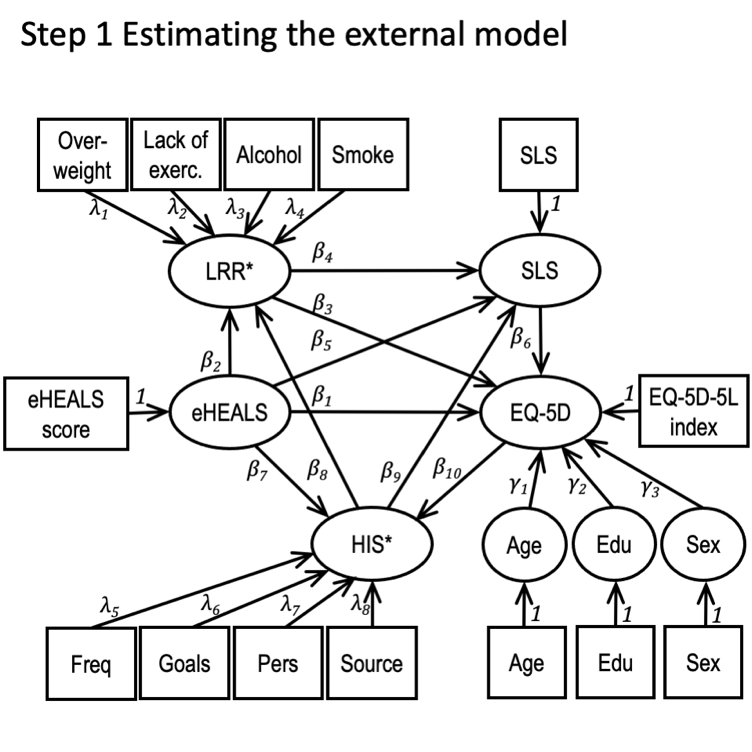 Step 1 Estimating the external model
Over-
weight
Lack of
exerc.
Alcohol
Smoke
SLS
λ1
λ2
λ3
λ4
1
LRR*
β4
SLS
β3
β5
β6
β2
eHEALS
score
1
eHEALS
β1
EQ-5D
1
EQ-5D-5L
index
β7
β8
β9
β10
γ1
γ2
γ3
HIS*
Age
Edu
Sex
λ5
λ6
λ7
λ8
1
1
1
Freq
Goals
Pers
Source
Age
Edu
Sex